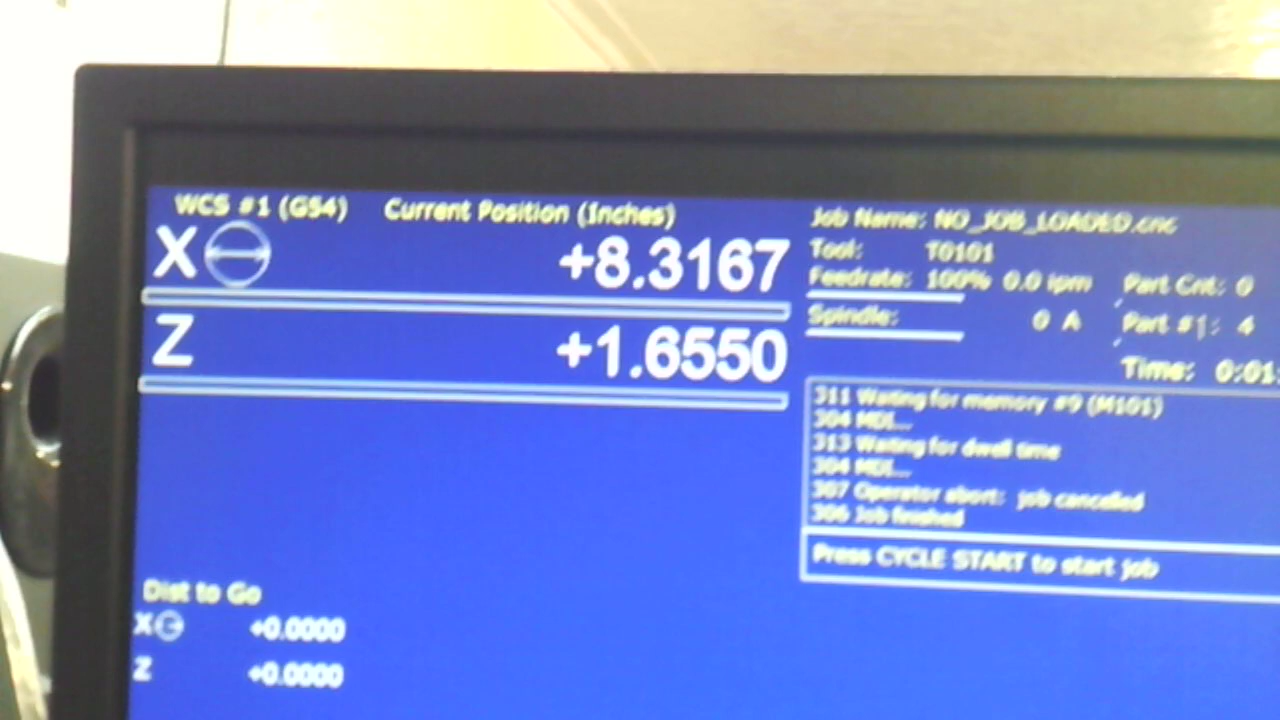 WCS #1 (G54) Current Position (Inches)
X +8.3167
Z +1.6550
Job Name: NO_JOB_LOADED.cnc
Tool: T0101
Feedrate: 100% 0.0 ipm Part Cnt: 0
Spindle: 0 A Part #: 4
Time: 0:01:
311 Waiting for memory #9 (M101)
304 MDI...
313 Waiting for dwell time
304 MDI...
307 Operator abort: job cancelled
306 Job finished
Press CYCLE START to start job
Dist to Go
X +0.0000
Z +0.0000